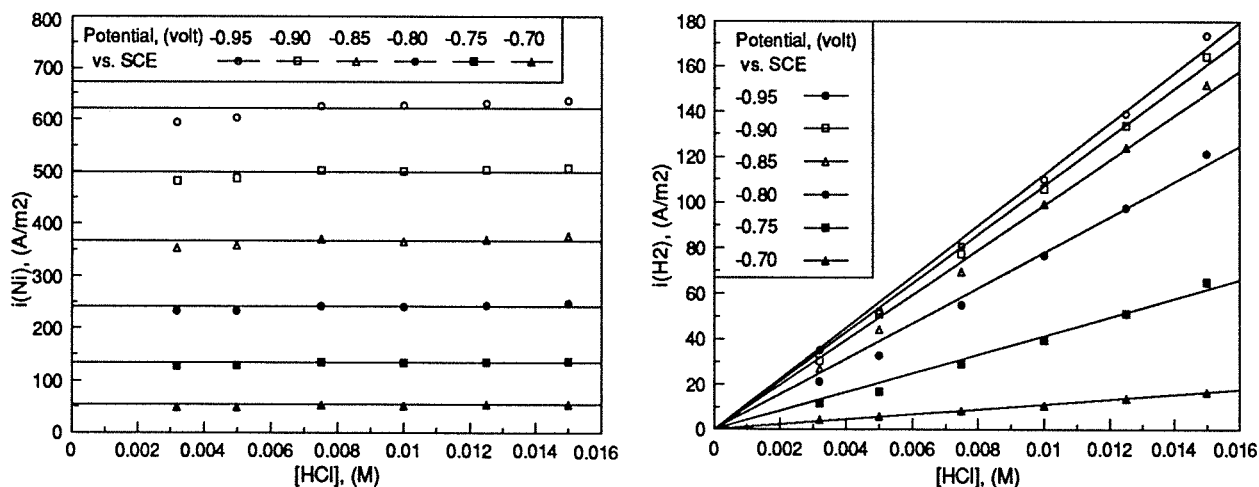 800
700
600
500
400
300
200
100
0
i(Ni), (A/m2)
Potential, (volt) -0.95 -0.90 -0.85 -0.80 -0.75 -0.70
vs. SCE
0 0.002 0.004 0.006 0.008 0.010 0.012 0.014 0.016
[HCl], (M)
180
160
140
120
100
80
60
40
20
0
i(H2), (A/m2)
Potential, (volt)
vs. SCE
-0.95
-0.90
-0.85
-0.80
-0.75
-0.70
0 0.002 0.004 0.006 0.008 0.010 0.012 0.014 0.016
[HCl], (M)